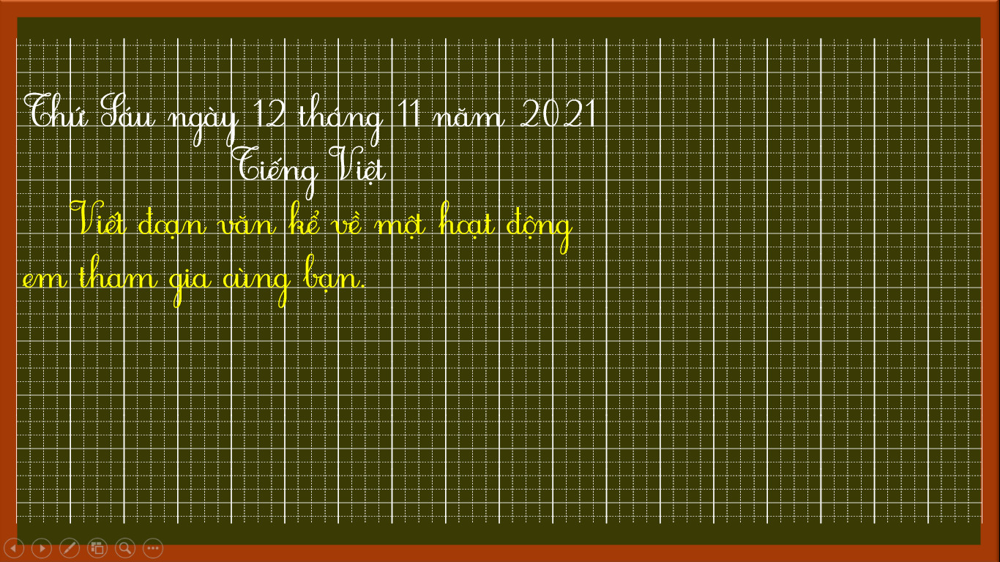 Thứ Sáu ngày 12 tháng 11 năm 2021
Tiếng Việt
Viết đoạn văn kể về một hoạt động
em tham gia cùng bạn.